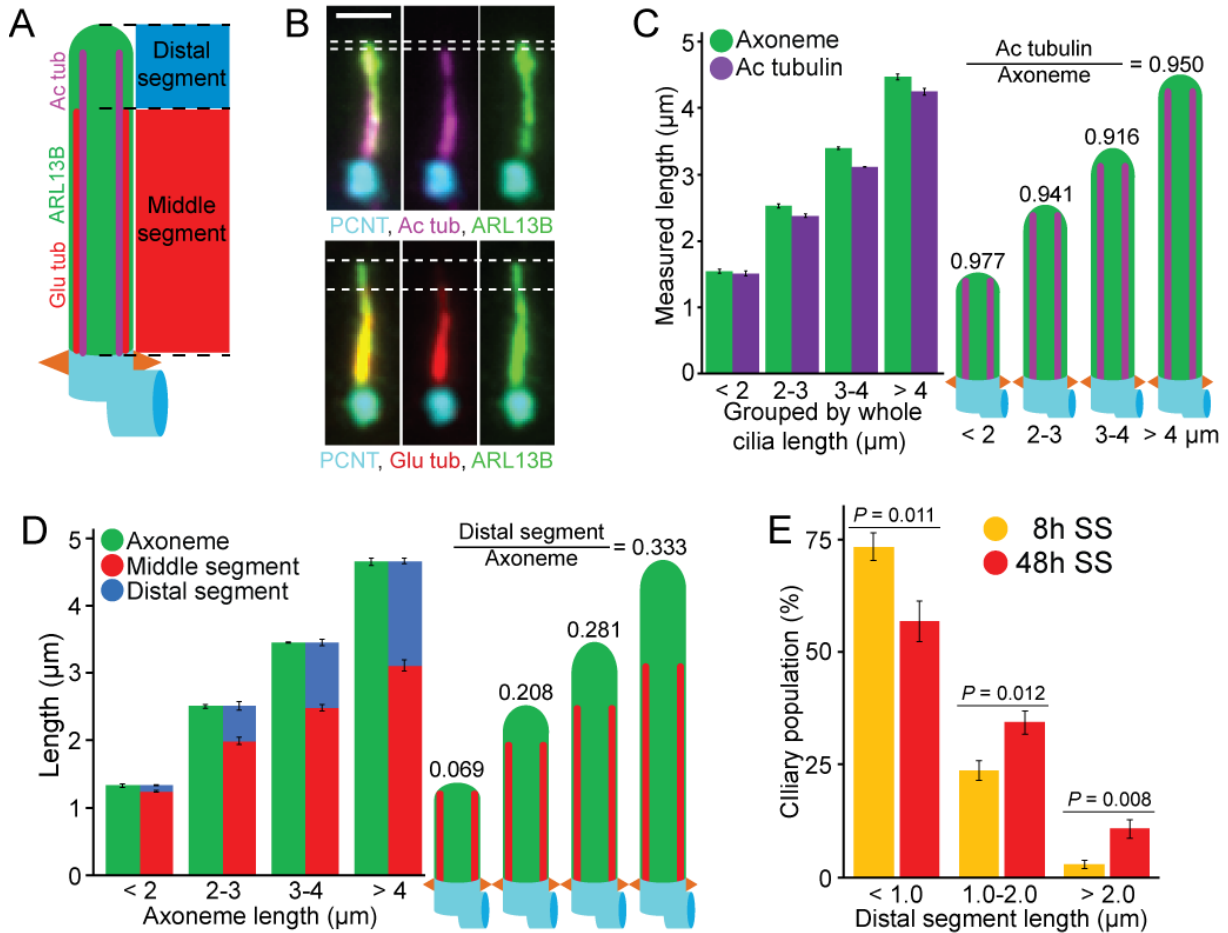 A
Ac tub
ARL13B
Glu tub
Distal
segment
Middle
segment
B
PCNT, Ac tub, ARL13B
PCNT, Glu tub, ARL13B
C
Axoneme
Ac tubulin
Measured length (µm)
5
4
3
2
1
0
< 2
2-3
3-4
> 4
Grouped by whole
cilia length (µm)
Ac tubulin
Axoneme
= 0.950
0.916
0.941
0.977
< 2
2-3
3-4
> 4 µm
D
Axoneme
Middle segment
Distal segment
Length (µm)
5
4
3
2
1
0
< 2
2-3
3-4
> 4
Axoneme length (µm)
Distal segment
Axoneme
= 0.333
0.281
0.208
0.069
E
P = 0.011
8h SS
48h SS
P = 0.012
P = 0.008
CIliary population (%)
75
50
25
0
< 1.0
1.0-2.0
> 2.0
Distal segment length (µm)